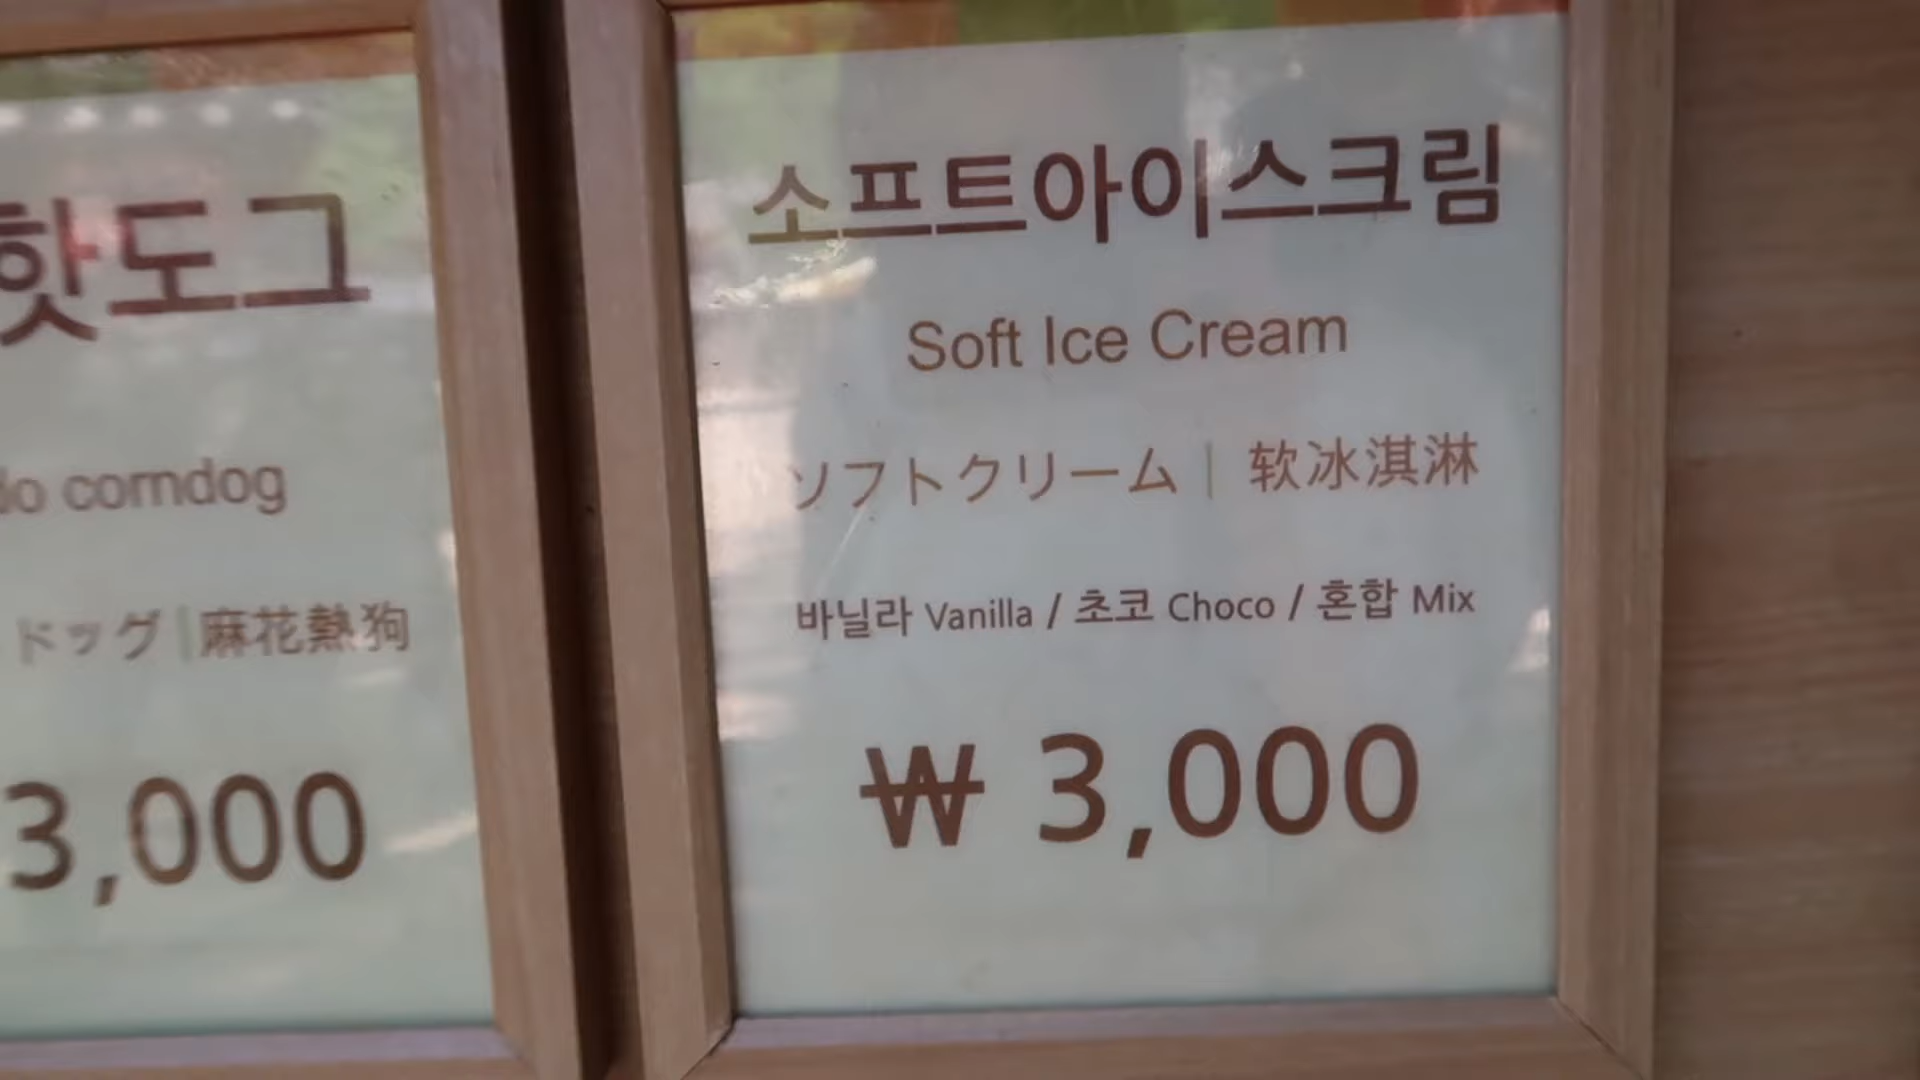 핫도그
corndog
ドッグ | 麻花熱狗
3,000
소프트아이스크림
Soft Ice Cream
ソフトクリーム | 软冰淇淋
바닐라 Vanilla / 초코 Choco / 혼합 Mix
₩ 3,000